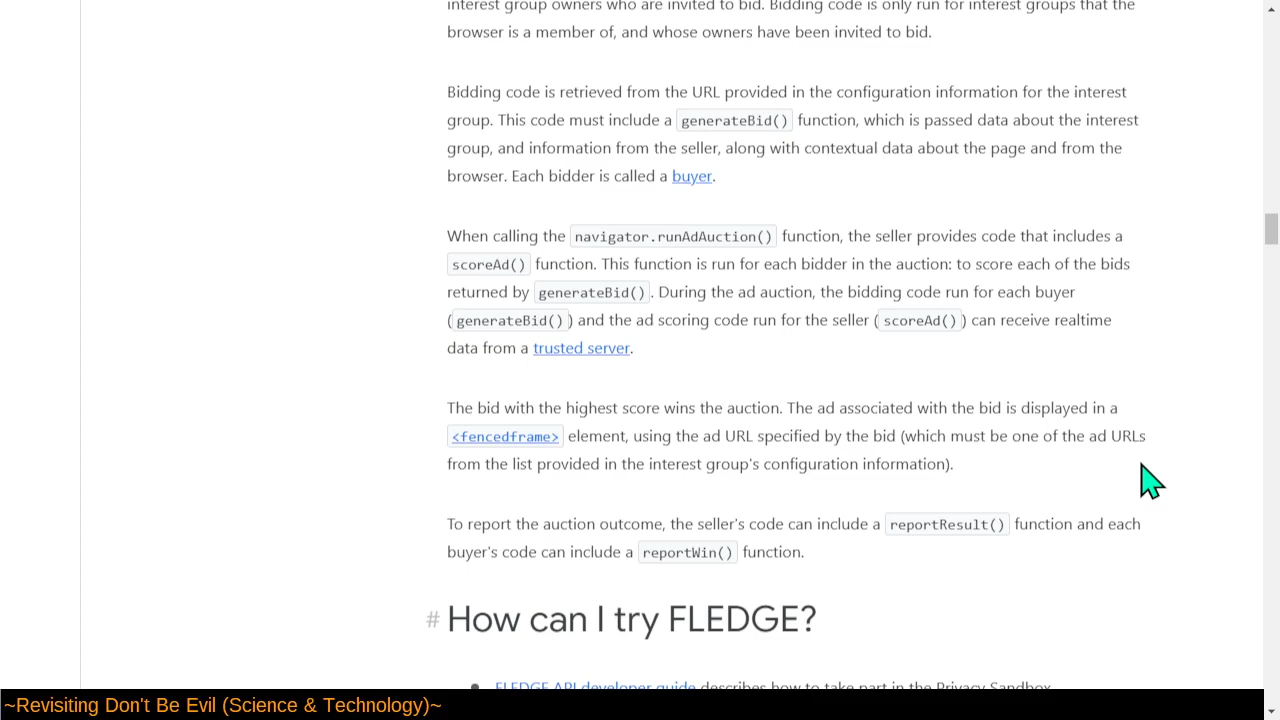 interest group owners who are invited to bid. Bidding code is only run for interest groups that the
browser is a member of, and whose owners have been invited to bid.
Bidding code is retrieved from the URL provided in the configuration information for the interest
group. This code must include a generateBid() function, which is passed data about the interest
group, and information from the seller, along with contextual data about the page and from the
browser. Each bidder is called a buyer.
When calling the navigator.runAdAuction() function, the seller provides code that includes a
scoreAd() function. This function is run for each bidder in the auction: to score each of the bids
returned by generateBid(). During the ad auction, the bidding code run for each buyer
(generateBid()) and the ad scoring code run for the seller (scoreAd()) can receive realtime
data from a trusted server.
The bid with the highest score wins the auction. The ad associated with the bid is displayed in a
<fencedframe> element, using the ad URL specified by the bid (which must be one of the ad URLs
from the list provided in the interest group's configuration information).
To report the auction outcome, the seller's code can include a reportResult() function and each
buyer's code can include a reportWin() function.
# How can I try FLEDGE?
FLEDGE API developer guide describes how to take part in the Privacy Sandbox
~Revisiting Don't Be Evil (Science & Technology)~